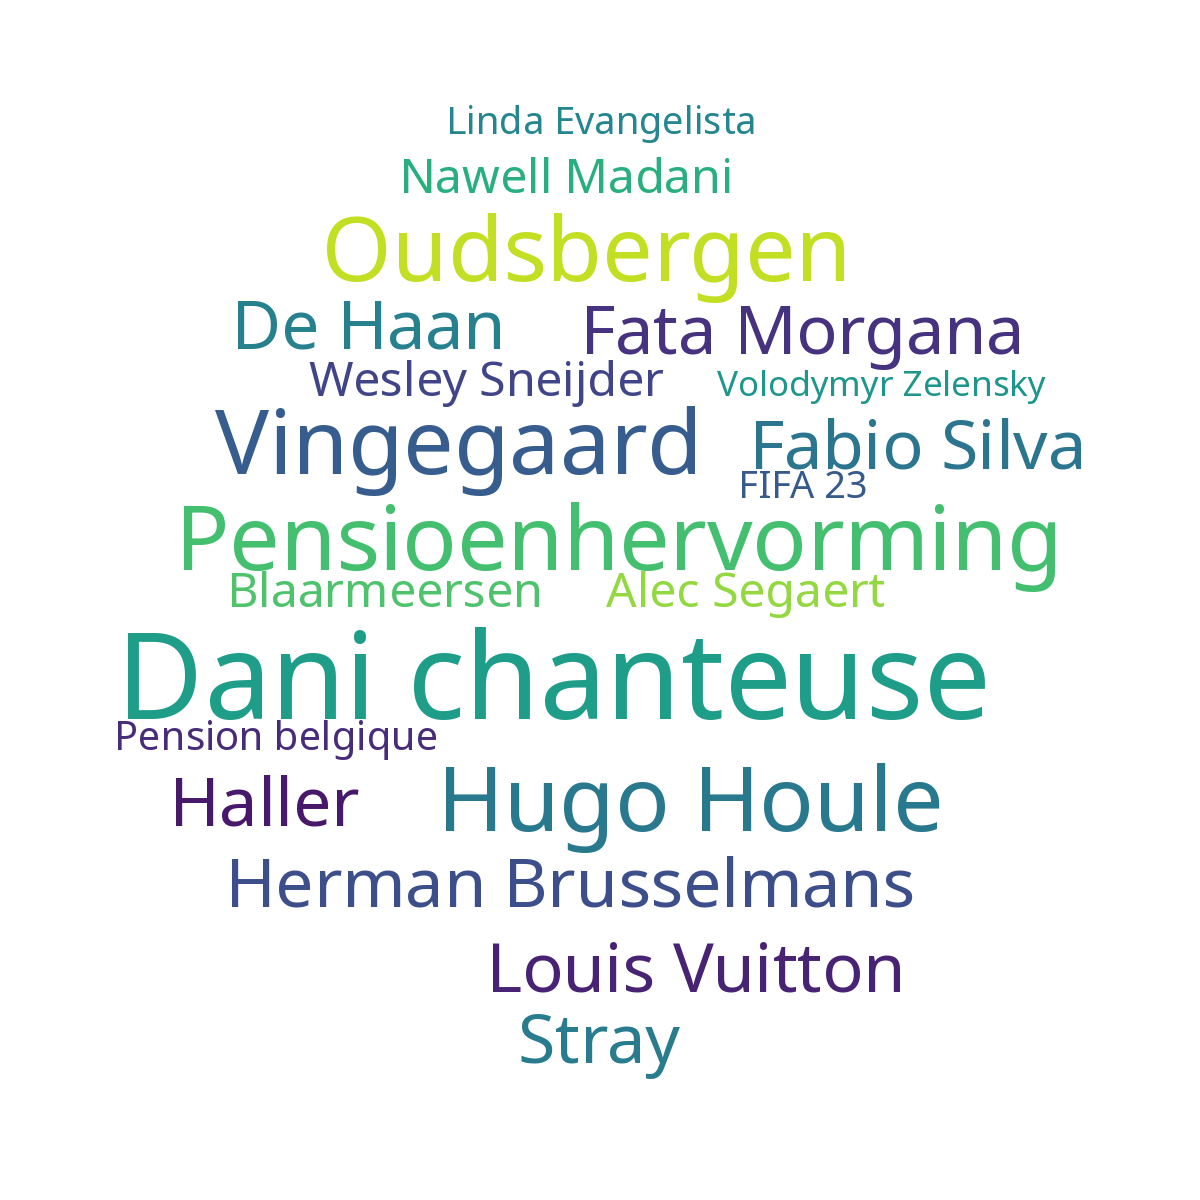 Linda Evangelista
Nawell Madani
Oudsbergen
De Haan
Fata Morgana
Wesley Sneijder
Volodymyr Zelensky
Vingegaard
Fabio Silva
FIFA 23
Pensioenhervorming
Blaarmeersen
Alec Segaert
Dani chanteuse
Pension belgique
Haller
Hugo Houle
Herman Brusselmans
Louis Vuitton
Stray